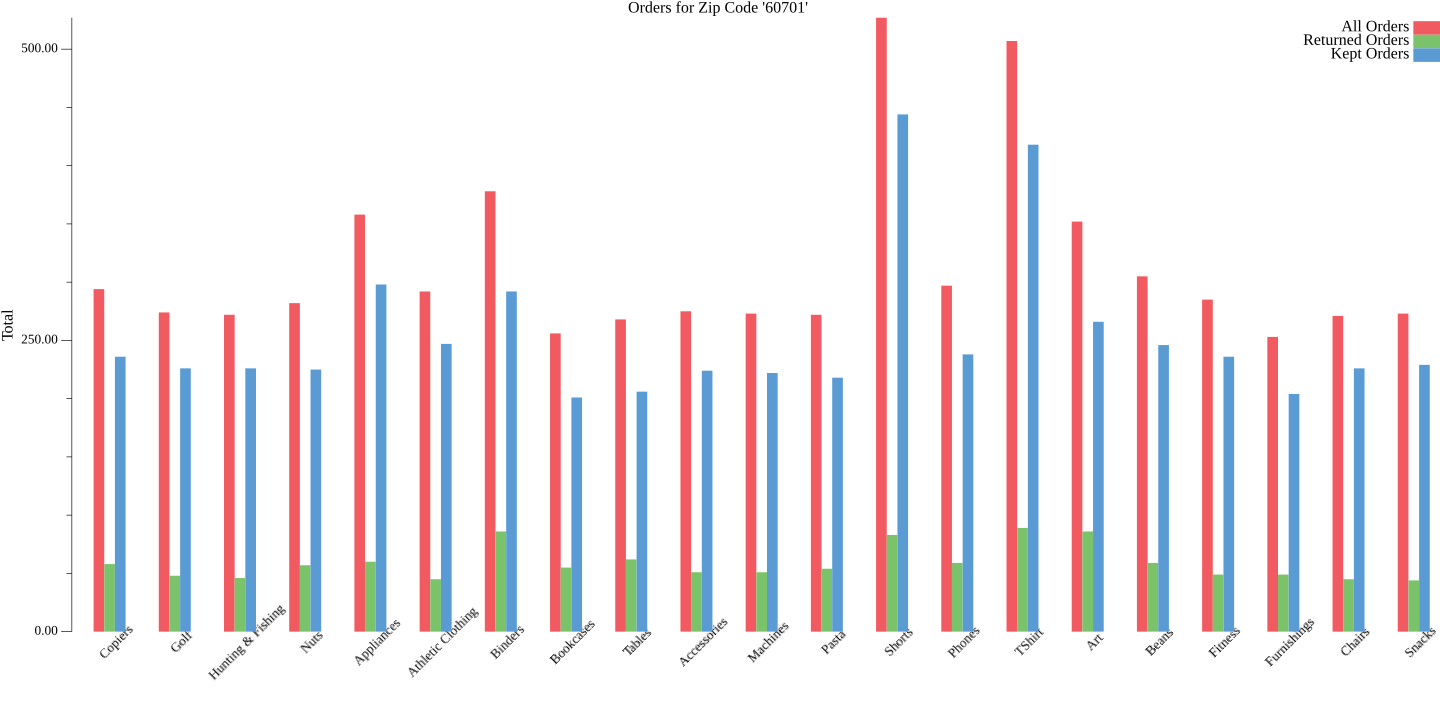 Orders for Zip Code '60701'
All Orders
Returned Orders
Kept Orders
500.00
250.00
0.00
Total
Copiers
Golf
Hunting & Fishing
Nuts
Appliances
Athletic Clothing
Binders
Bookcases
Tables
Accessories
Machines
Pasta
Shorts
Phones
TShirt
Art
Beans
Fitness
Furnishings
Chairs
Snacks